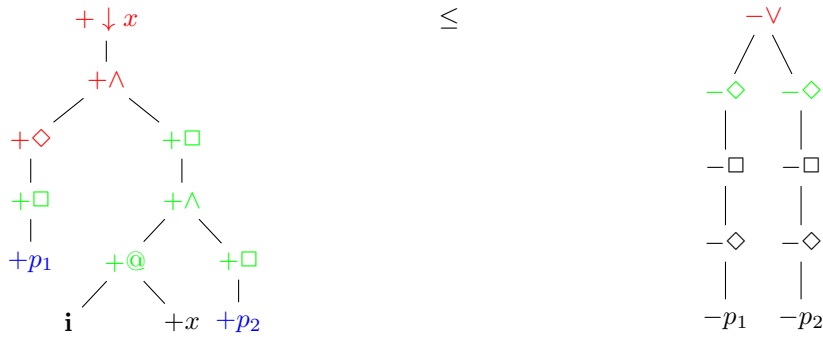 + ↓ x ≤ −∨
+∧
−◇ −◇
+◇ +□
−□ −□
+□ +∧
−◇ −◇
+p₁ +@ +□
i +x +p₂ −p₁ −p₂